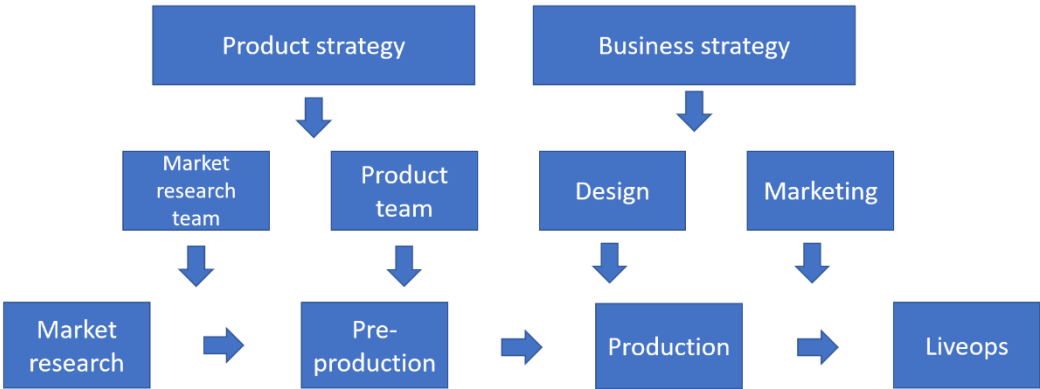 Product strategy
Business strategy
Market
research
team
Product
team
Design
Marketing
Market
research
Pre-
production
Production
Liveops